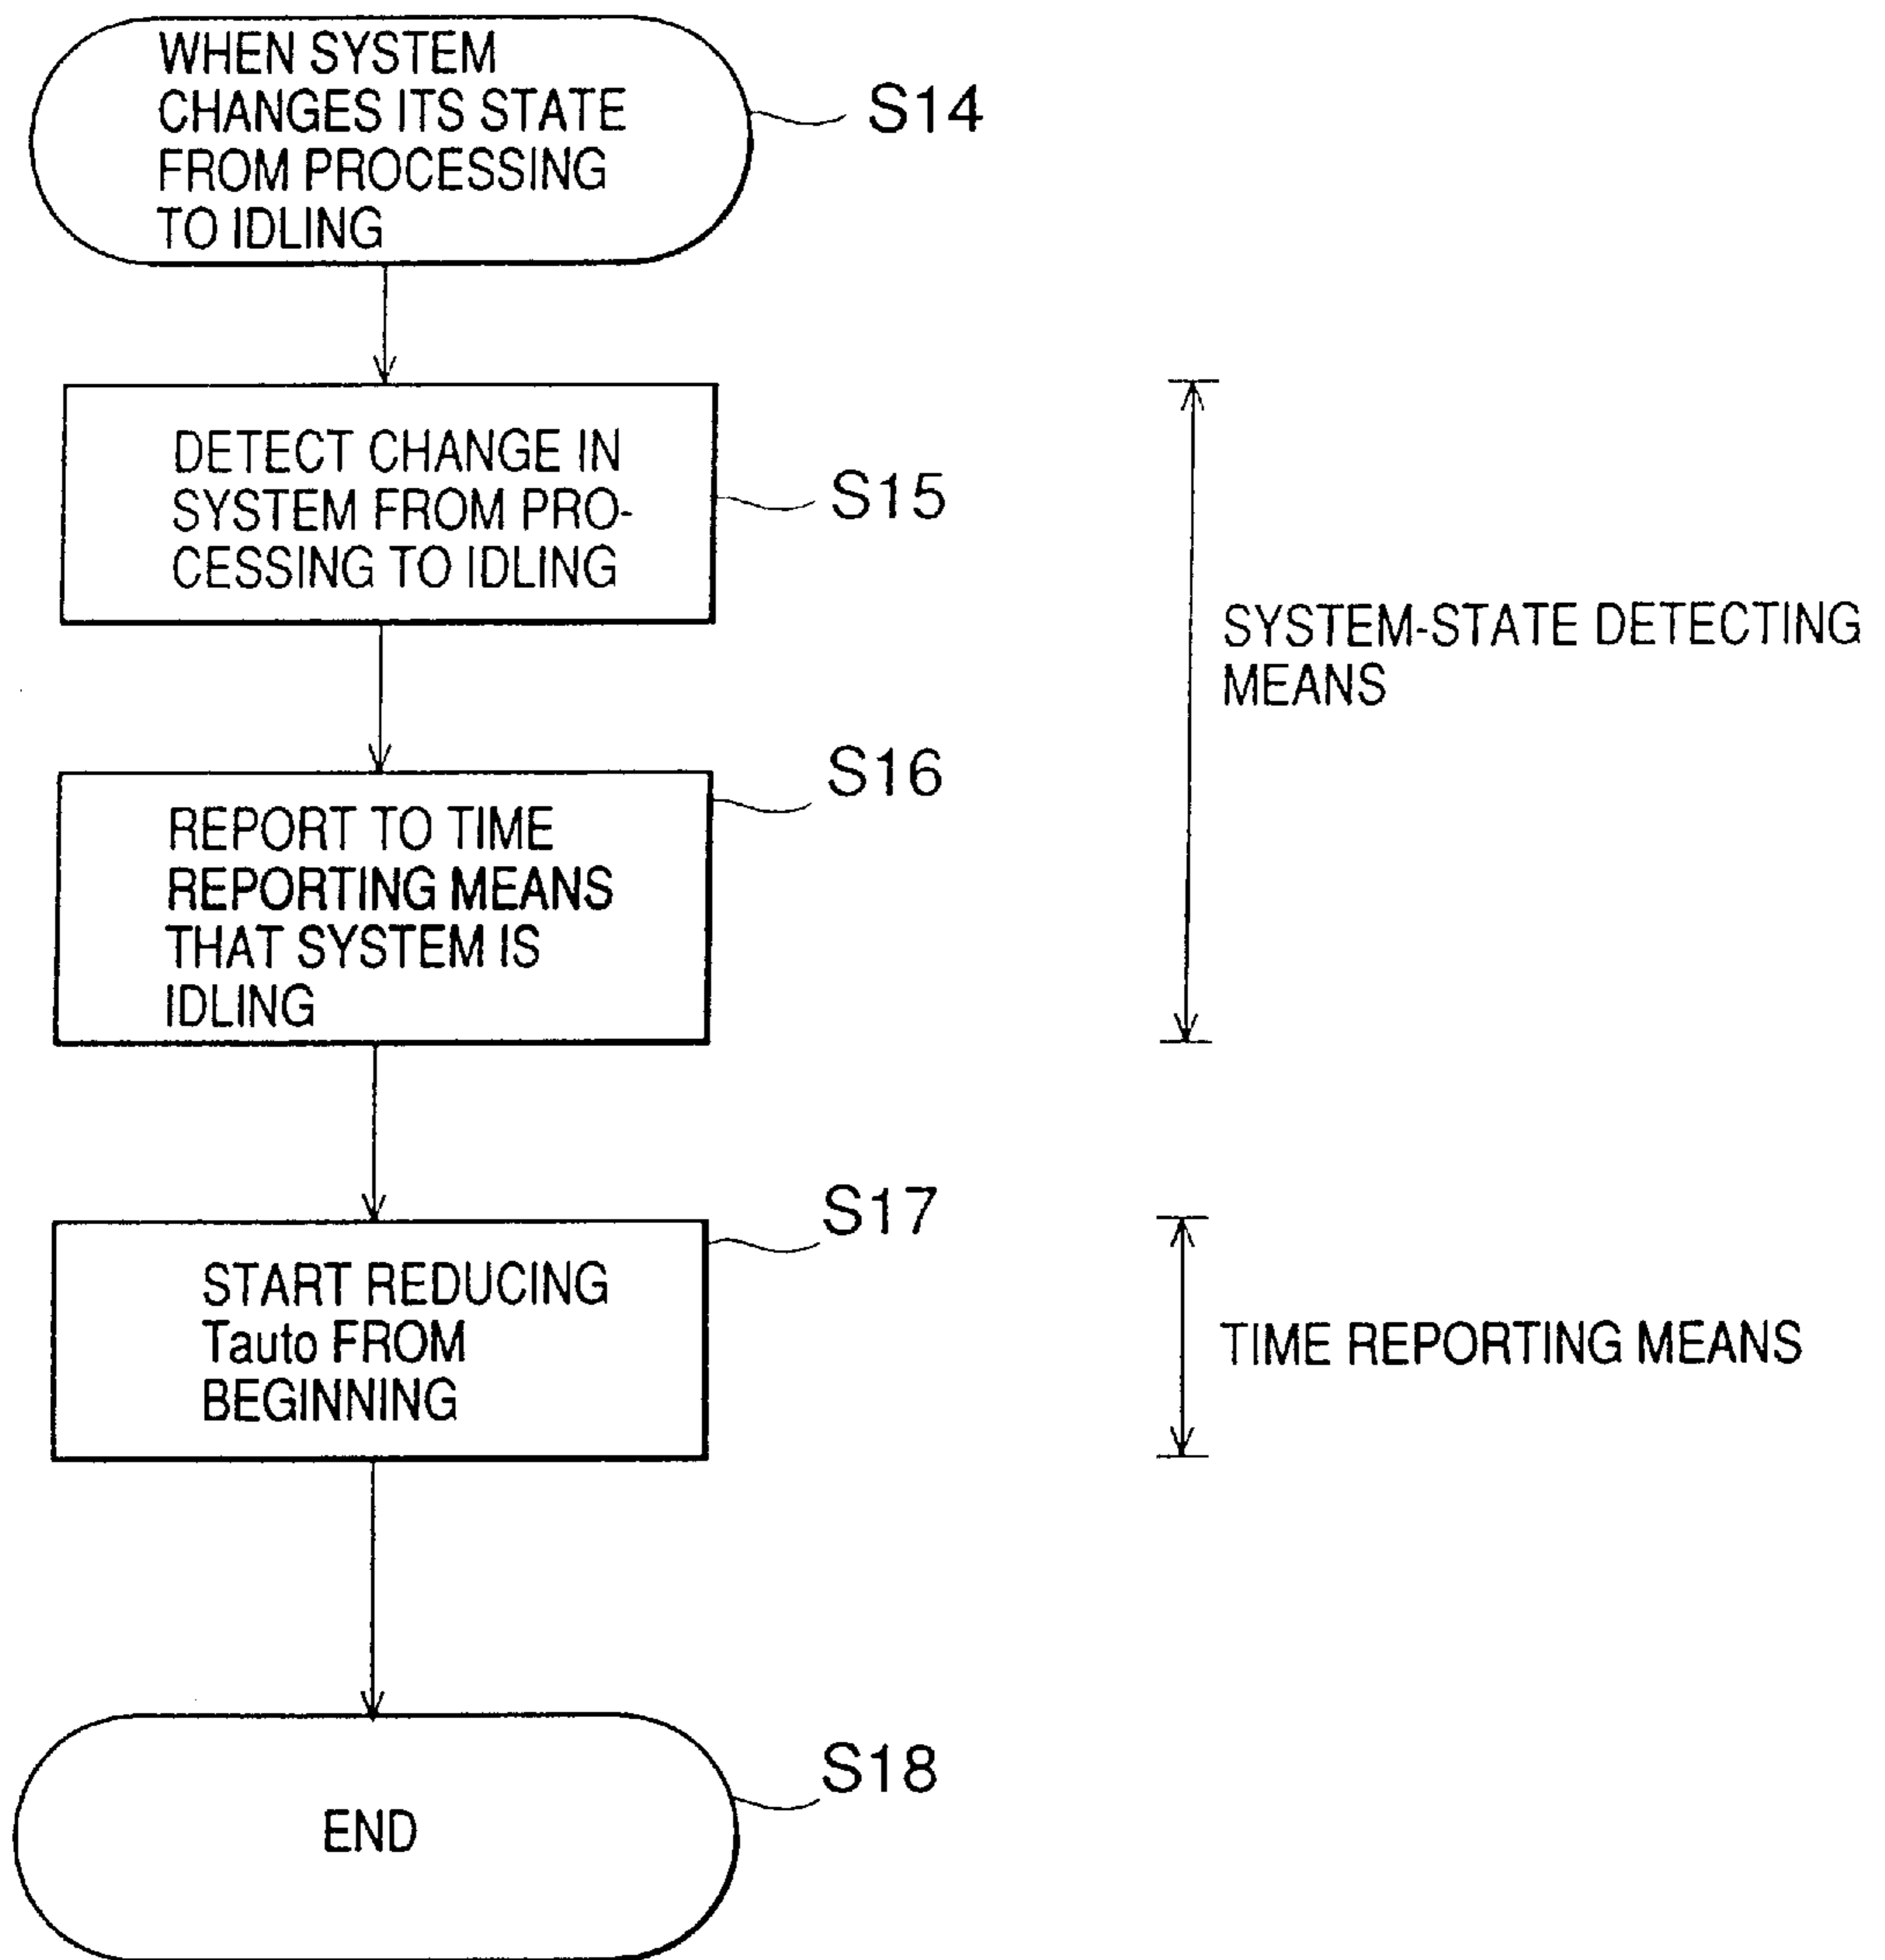 WHEN SYSTEM
CHANGES ITS STATE
FROM PROCESSING
TO IDLING
S14
DETECT CHANGE IN
SYSTEM FROM PRO-
CESSING TO IDLING
S15
SYSTEM-STATE DETECTING
MEANS
S16
REPORT TO TIME
REPORTING MEANS
THAT SYSTEM IS
IDLING
S17
START REDUCING
Tauto FROM
BEGINNING
TIME REPORTING MEANS
S18
END